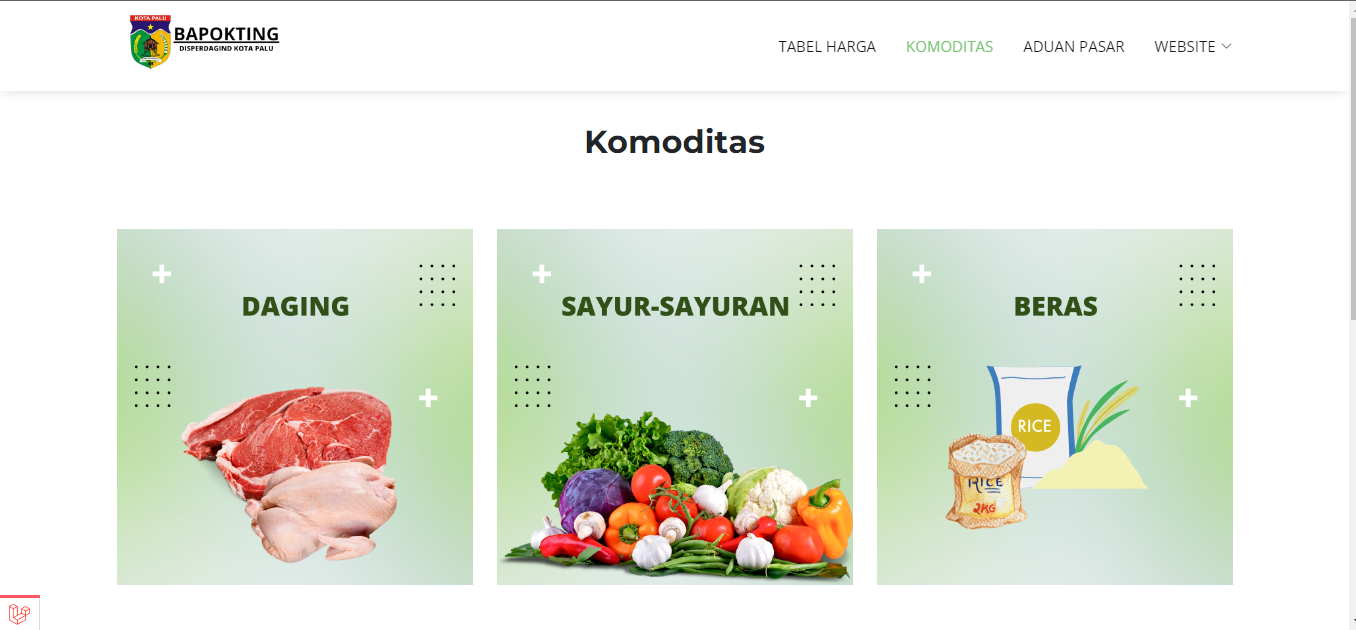 KOTA PALU
BAPOKTING
DISPERDAGIND KOTA PALU
TABEL HARGA
KOMODITAS
ADUAN PASAR
WEBSITE
Komoditas
DAGING
SAYUR-SAYURAN
BERAS
RICE
RICE
2KG